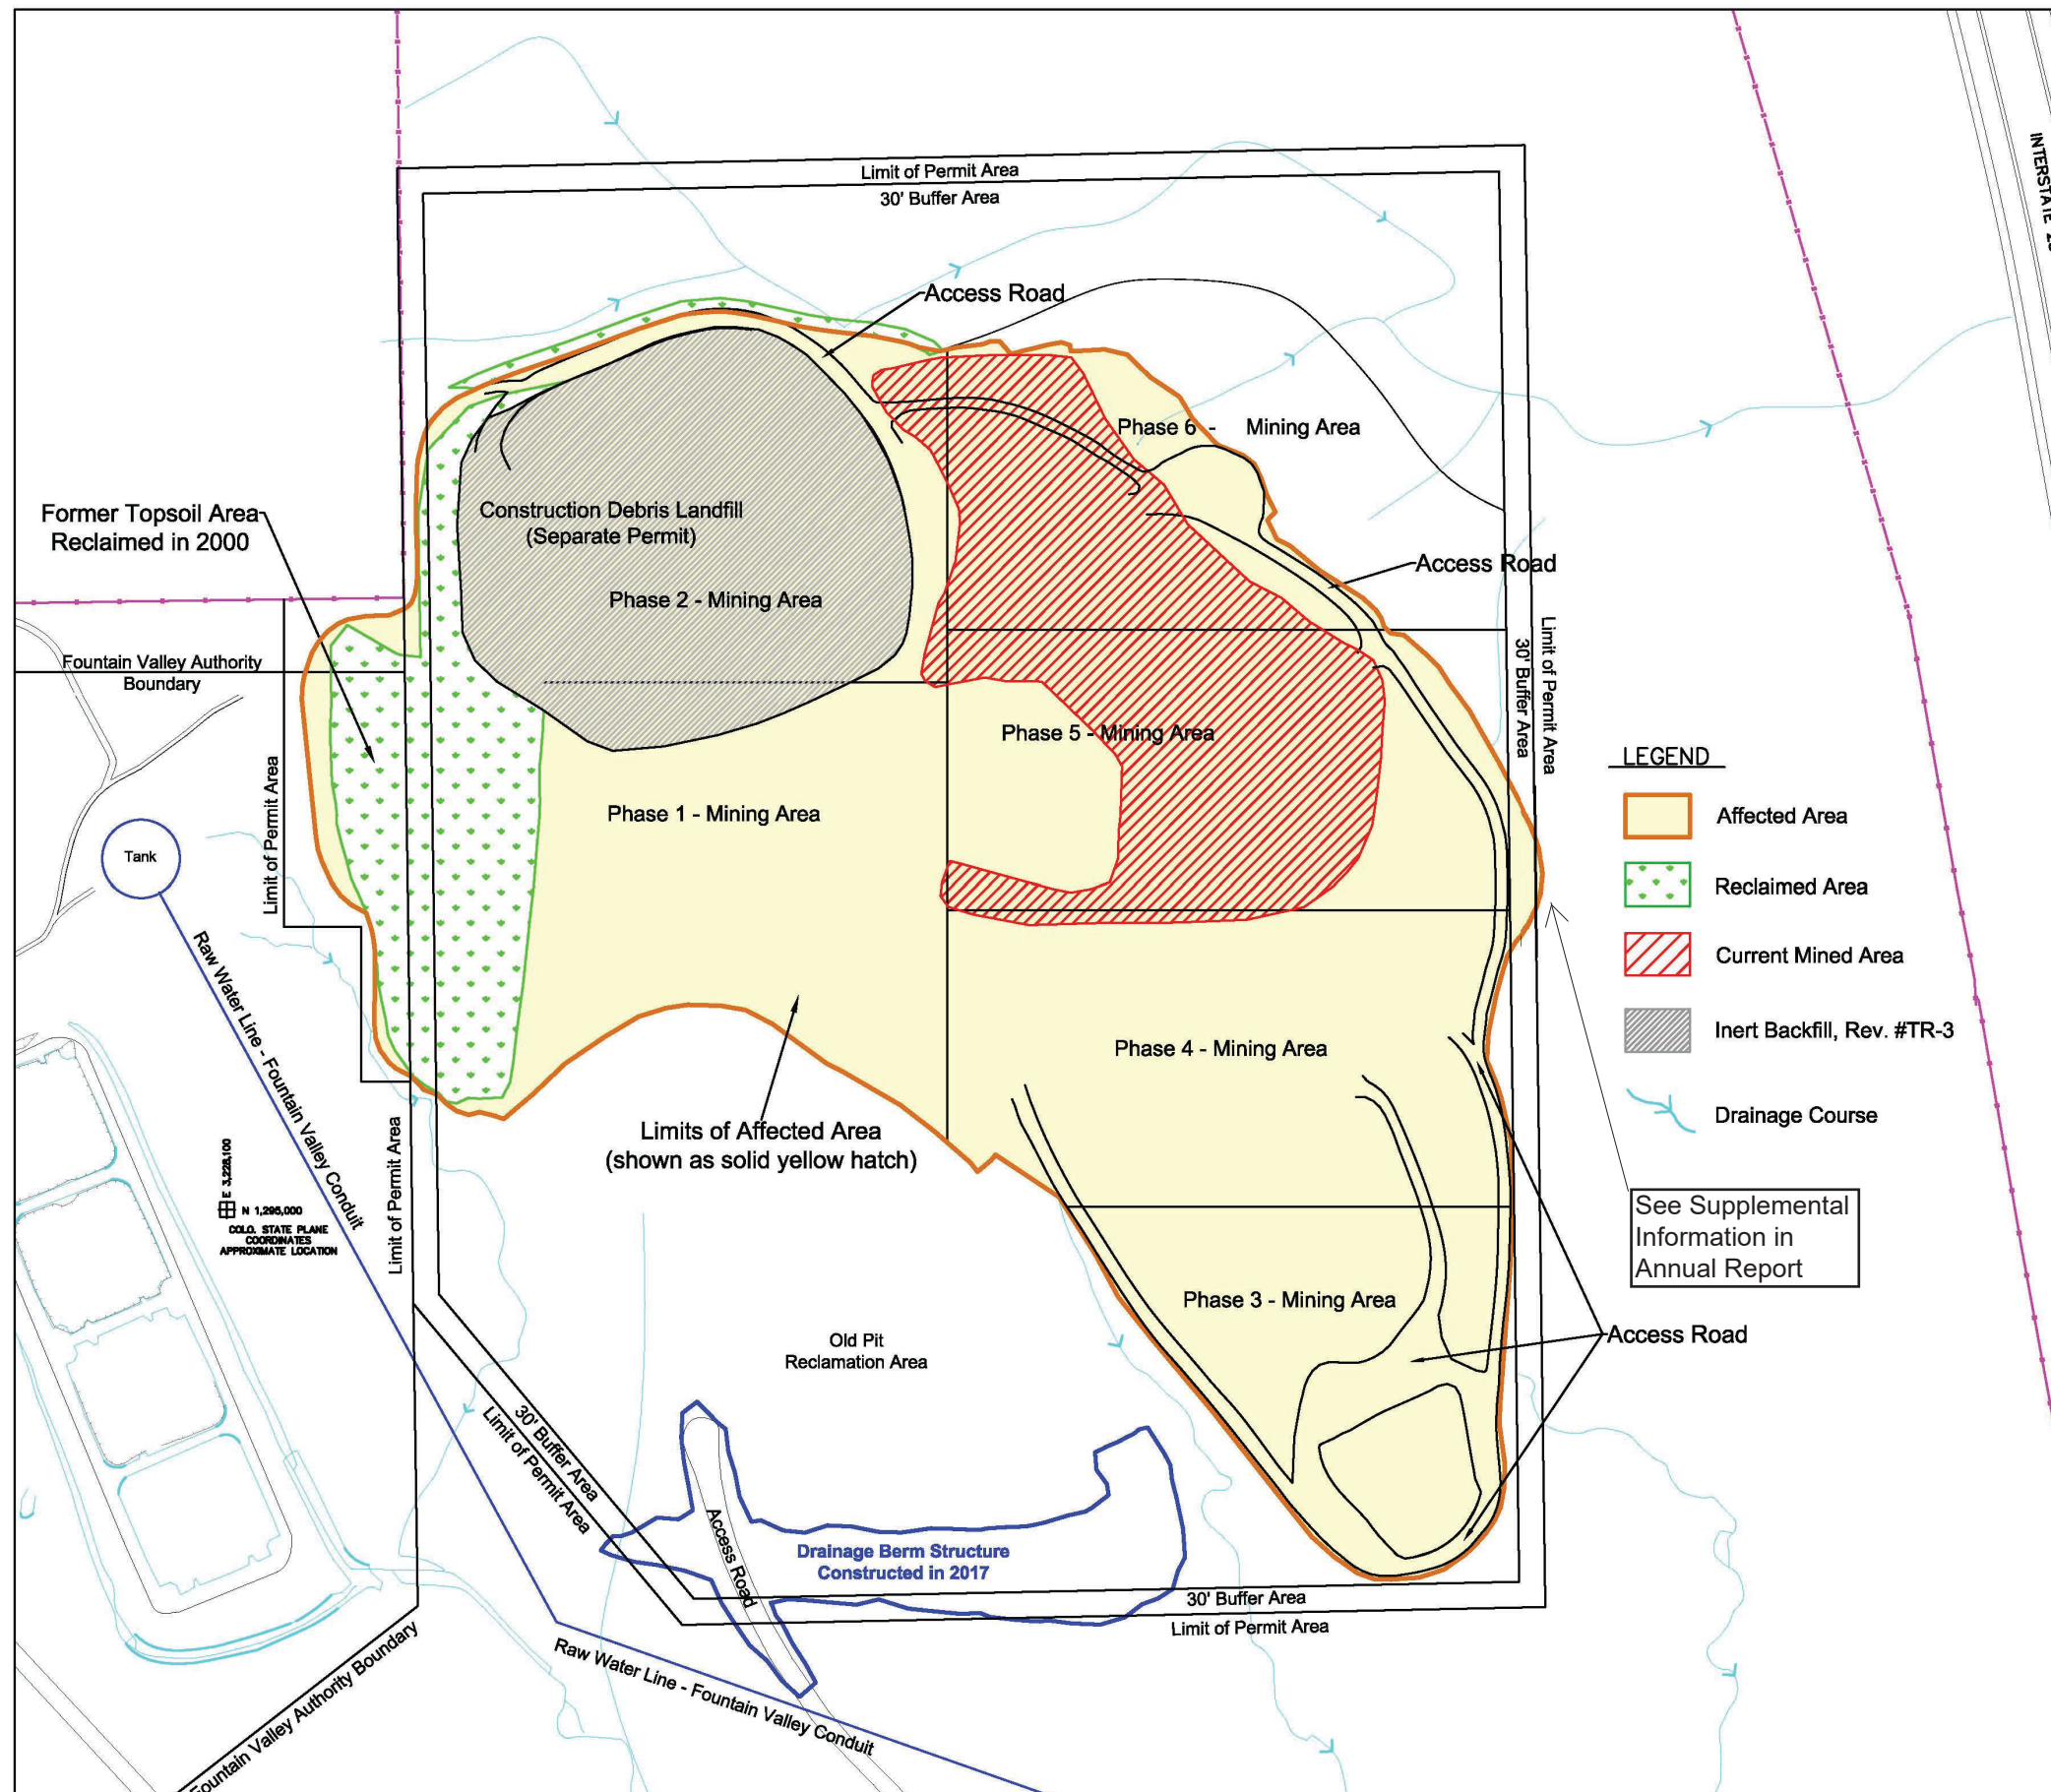 INTERSTATE
Limit of Permit Area
30' Buffer Area
Access Road
Phase 6 - Mining Area
Former Topsoil Area
Reclaimed in 2000
Construction Debris Landfill
(Separate Permit)
Phase 2 - Mining Area
Access Road
Fountain Valley Authority
Boundary
Limit of Permit Area
30' Buffer Area
Limit of Permit Area
Phase 5 - Mining Area
Phase 1 - Mining Area
Tank
Raw Water Line - Fountain Valley Conduit
LEGEND
Affected Area
Reclaimed Area
Current Mined Area
Inert Backfill, Rev. #TR-3
Drainage Course
Phase 4 - Mining Area
Limits of Affected Area
(shown as solid yellow hatch)
Limit of Permit Area
E 3,228,100
N 1,295,000
COLO. STATE PLANE
COORDINATES
APPROXIMATE LOCATION
See Supplemental
Information in
Annual Report
Phase 3 - Mining Area
Access Road
Old Pit
Reclamation Area
30' Buffer Area
Limit of Permit Area
Access Road
Drainage Berm Structure
Constructed in 2017
30' Buffer Area
Limit of Permit Area
Raw Water Line - Fountain Valley Conduit
Fountain Valley Authority Boundary